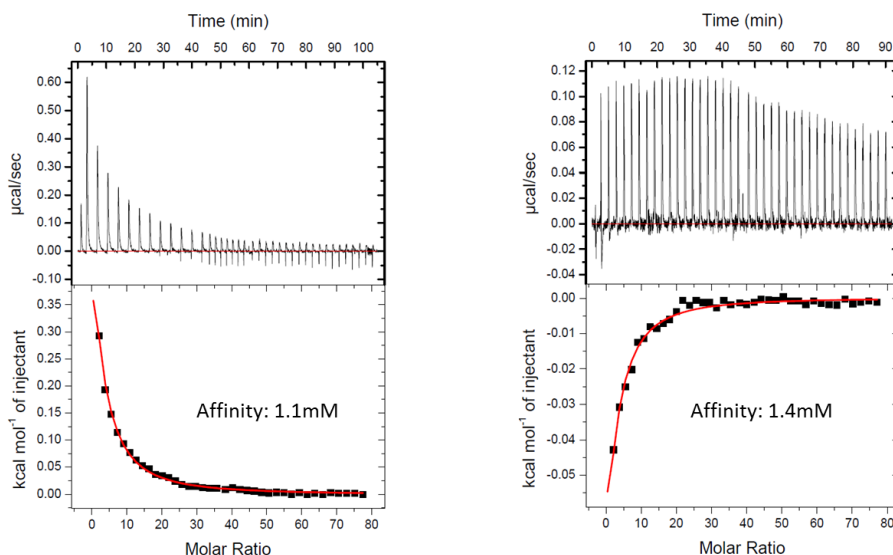 Time (min)
0 10 20 30 40 50 60 70 80 90 100
0.60
0.50
0.40
0.30
0.20
0.10
0.00
-0.10
µcal/sec
0.35
0.30
0.25
0.20
0.15
0.10
0.05
0.00
kcal mol⁻¹ of injectant
Affinity: 1.1mM
0 10 20 30 40 50 60 70 80
Molar Ratio
Time (min)
0 10 20 30 40 50 60 70 80 90
0.12
0.10
0.08
0.06
0.04
0.02
0.00
-0.02
-0.04
µcal/sec
0.00
-0.01
-0.02
-0.03
-0.04
-0.05
kcal mol⁻¹ of injectant
Affinity: 1.4mM
0 10 20 30 40 50 60 70 80
Molar Ratio